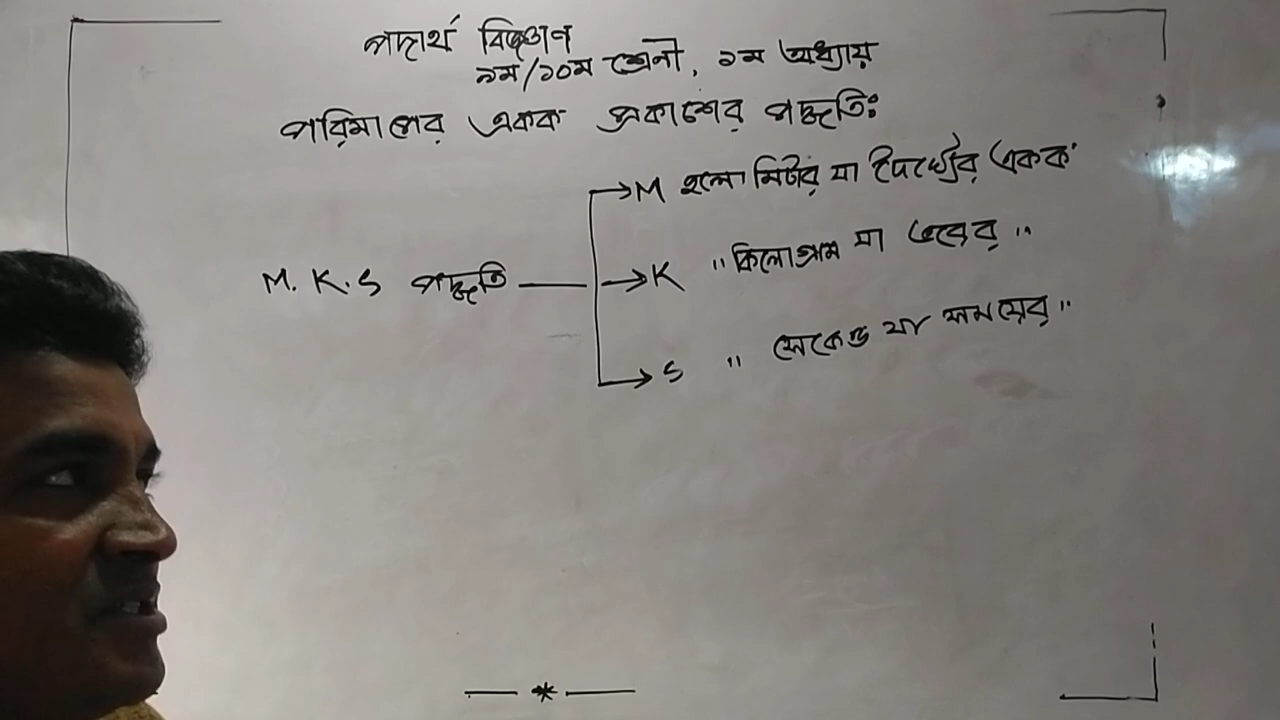 পদার্থ বিজ্ঞান
৯ম/১০ম শ্রেনী, ১ম অধ্যায়
পরিমাপের একক প্রকাশের পদ্ধতিঃ
→M হলো মিটার যা দৈর্ঘ্যের একক
M. K. S পদ্ধতি — →K " কিলোগ্রাম যা ভরের "
→S " সেকেন্ড যা সময়ের "
— * —